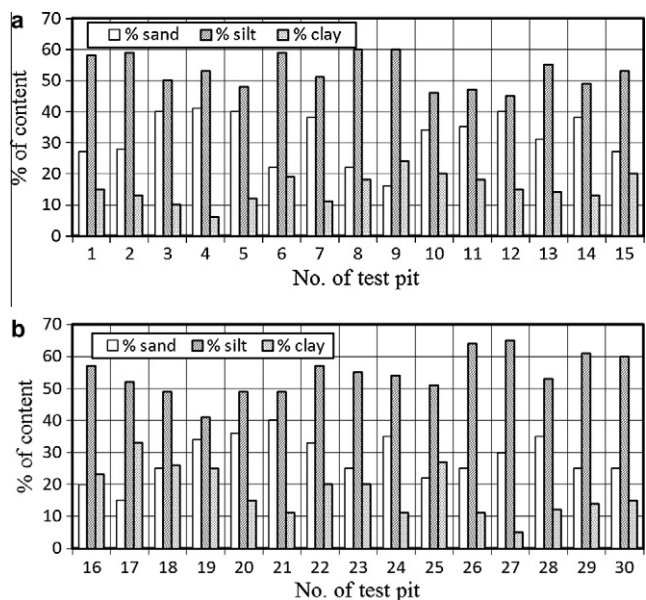 a
% sand % silt % clay
70
60
50
40
30
20
10
0
% of content
1 2 3 4 5 6 7 8 9 10 11 12 13 14 15
No. of test pit
b
% sand % silt % clay
70
60
50
40
30
20
10
0
% of content
16 17 18 19 20 21 22 23 24 25 26 27 28 29 30
No. of test pit